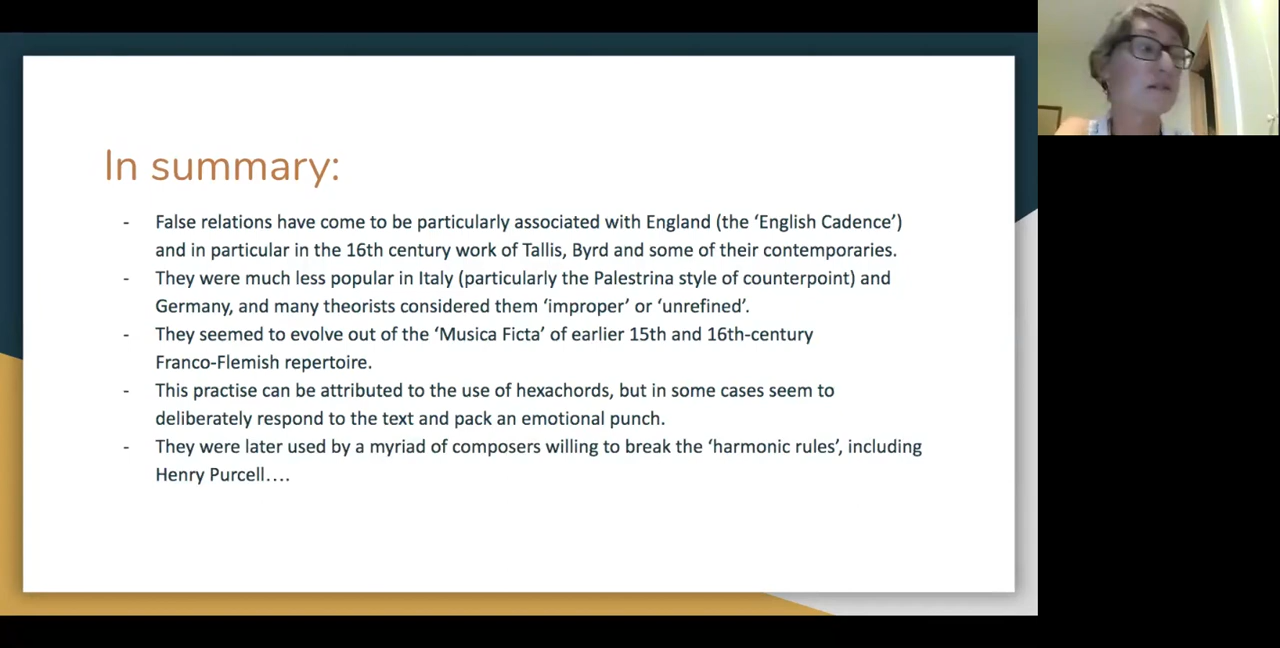 In summary:
- False relations have come to be particularly associated with England (the ‘English Cadence’)
and in particular in the 16th century work of Tallis, Byrd and some of their contemporaries.
- They were much less popular in Italy (particularly the Palestrina style of counterpoint) and
Germany, and many theorists considered them ‘improper’ or ‘unrefined’.
- They seemed to evolve out of the ‘Musica Ficta’ of earlier 15th and 16th-century
Franco-Flemish repertoire.
- This practise can be attributed to the use of hexachords, but in some cases seem to
deliberately respond to the text and pack an emotional punch.
- They were later used by a myriad of composers willing to break the ‘harmonic rules’, including
Henry Purcell….